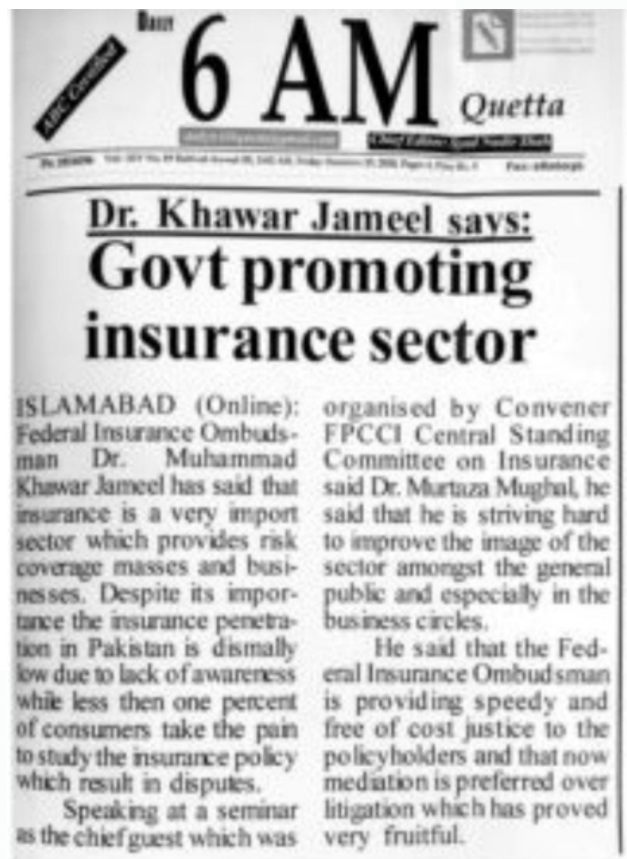 DAILY
6 AM
ABC Certified
Quetta
Dr. Khawar Jameel says:
Govt promoting
insurance sector
ISLAMABAD (Online):
Federal Insurance Ombuds-
man Dr. Muhammad
Khawar Jameel has said that
insurance is a very import
sector which provides risk
coverage masses and busi-
nesses. Despite its impor-
tance the insurance penetra-
tion in Pakistan is dismally
low due to lack of awareness
while less then one percent
of consumers take the pain
to study the insurance policy
which result in disputes.
Speaking at a seminar
as the chief guest which was
organised by Convener
FPCCI Central Standing
Committee on Insurance
said Dr. Murtaza Mughal, he
said that he is striving hard
to improve the image of the
sector amongst the general
public and especially in the
business circles.
He said that the Fed-
eral Insurance Ombudsman
is providing speedy and
free of cost justice to the
policyholders and that now
mediation is preferred over
litigation which has proved
very fruitful.